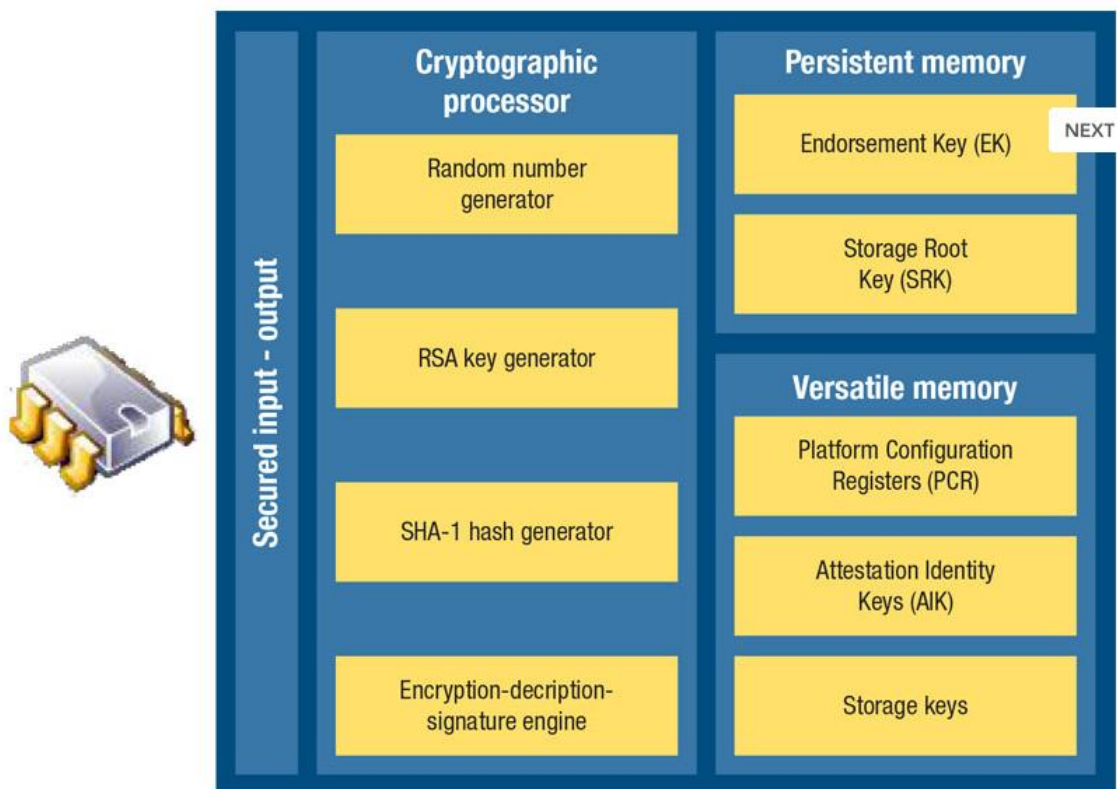 Secured input - output
Cryptographic
processor
Random number
generator
RSA key generator
SHA-1 hash generator
Encryption-decription-
signature engine
Persistent memory
Endorsement Key (EK)
NEXT
Storage Root
Key (SRK)
Versatile memory
Platform Configuration
Registers (PCR)
Attestation Identity
Keys (AIK)
Storage keys